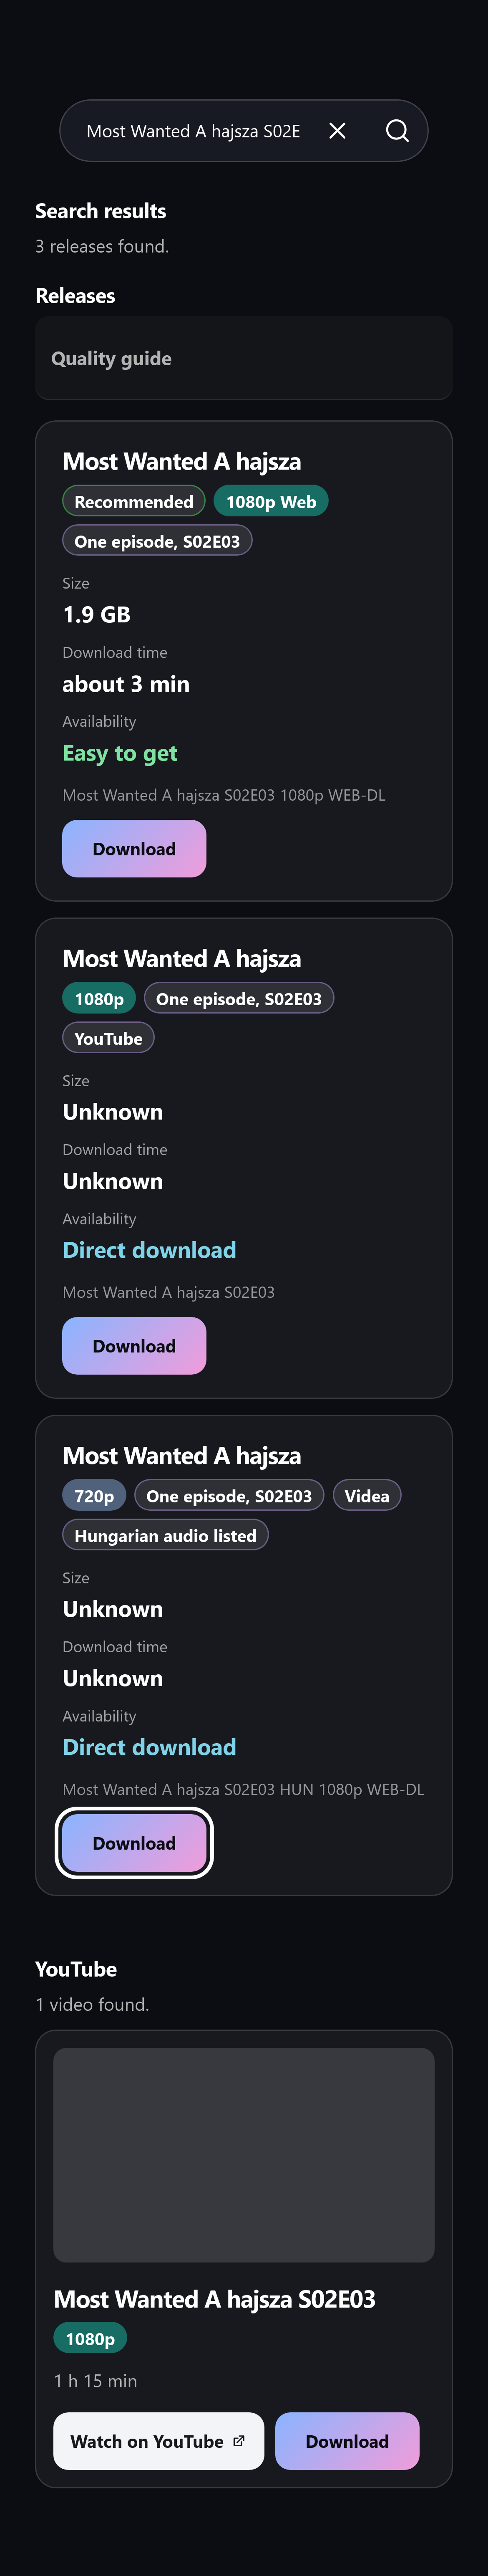 Most Wanted A hajsza S02E
Search results
3 releases found.
Releases
Quality guide
Most Wanted A hajsza
Recommended
1080p Web
One episode, S02E03
Size
1.9 GB
Download time
about 3 min
Availability
Easy to get
Most Wanted A hajsza S02E03 1080p WEB-DL
Download
Most Wanted A hajsza
1080p
One episode, S02E03
YouTube
Size
Unknown
Download time
Unknown
Availability
Direct download
Most Wanted A hajsza S02E03
Download
Most Wanted A hajsza
720p
One episode, S02E03
Videa
Hungarian audio listed
Size
Unknown
Download time
Unknown
Availability
Direct download
Most Wanted A hajsza S02E03 HUN 1080p WEB-DL
Download
YouTube
1 video found.
Most Wanted A hajsza S02E03
1080p
1 h 15 min
Watch on YouTube
Download